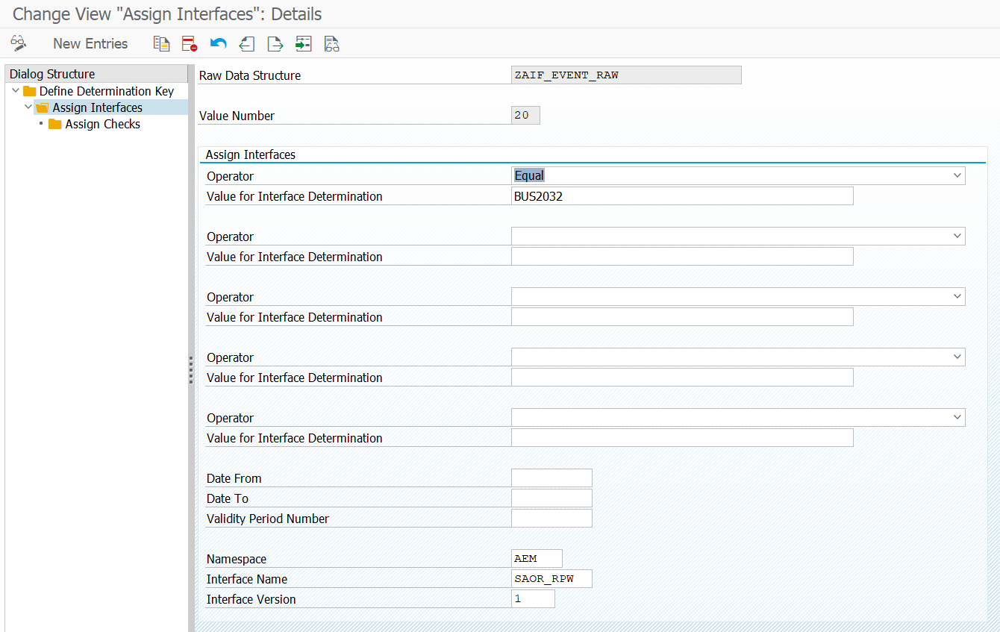 Change View "Assign Interfaces": Details
New Entries
Dialog Structure
Define Determination Key
Assign Interfaces
Assign Checks
Raw Data Structure ZAIF_EVENT_RAW
Value Number 20
Assign Interfaces
Operator Equal
Value for Interface Determination BUS2032
Operator
Value for Interface Determination
Operator
Value for Interface Determination
Operator
Value for Interface Determination
Operator
Value for Interface Determination
Date From
Date To
Validity Period Number
Namespace AEM
Interface Name SAOR_RPW
Interface Version 1